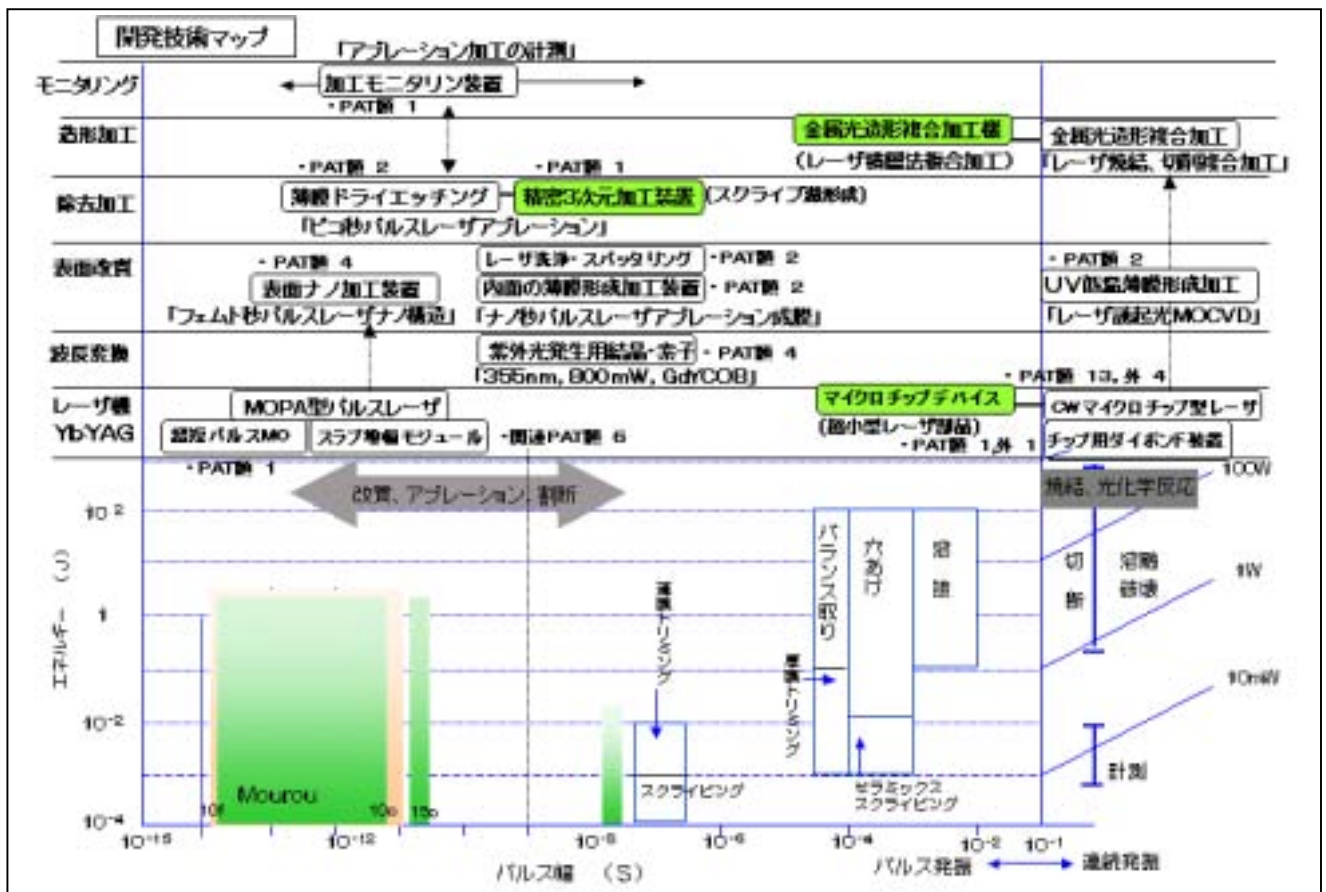 開発技術マップ
「アブレーション加工の計測」
モニタリング
加工モニタリン装置
・PAT願 1
造形加工
金属光造形複合加工機
金属光造形複合加工
(レーザ積層法複合加工)
「レーザ焼結、切削複合加工」
・PAT願 2
・PAT願 1
除去加工
薄膜ドライエッチング
精密3次元加工装置
(スクライブ溝形成)
「ピコ秒パルスレーザアブレーション」
表面改質
・PAT願 4
レーザ洗浄・スパッタリング
・PAT願 2
・PAT願 2
表面ナノ加工装置
内面の薄膜形成加工装置
・PAT願 2
UV低温薄膜形成加工
「フェムト秒パルスレーザナノ構造」
「ナノ秒パルスレーザアブレーション成膜」
「レーザ誘起光MOCVD」
波長変換
紫外光発生用結晶・素子
・PAT願 4
「355nm, 800mW, GdYCOB」
・PAT願 13, 外 4
レーザ機
YbYAG
MOPA型パルスレーザ
マイクロチップデバイス
CWマイクロチップ型レーザ
超短パルスMO
スラブ増幅モジュール
・関連PAT願 6
(超小型レーザ部品)
・PAT願 1, 外 1
チップ用ダイボンド装置
・PAT願 1
改質、アブレーション、割断
焼結、光化学反応
100W
1W
10mW
エネルギー (J)
10²
1
10⁻²
10⁻⁴
薄膜トリミング
スクライビング
薄膜トリミング
バランス取り
穴あけ
溶接
セラミックス
スクライビング
切断
溶融
破壊
計測
Mourou
10f
10p
15p
10⁻¹⁵
10⁻¹²
10⁻⁸
10⁻⁶
10⁻⁴
10⁻²
10⁻¹
パルス幅 (S)
パルス発振
連続発振